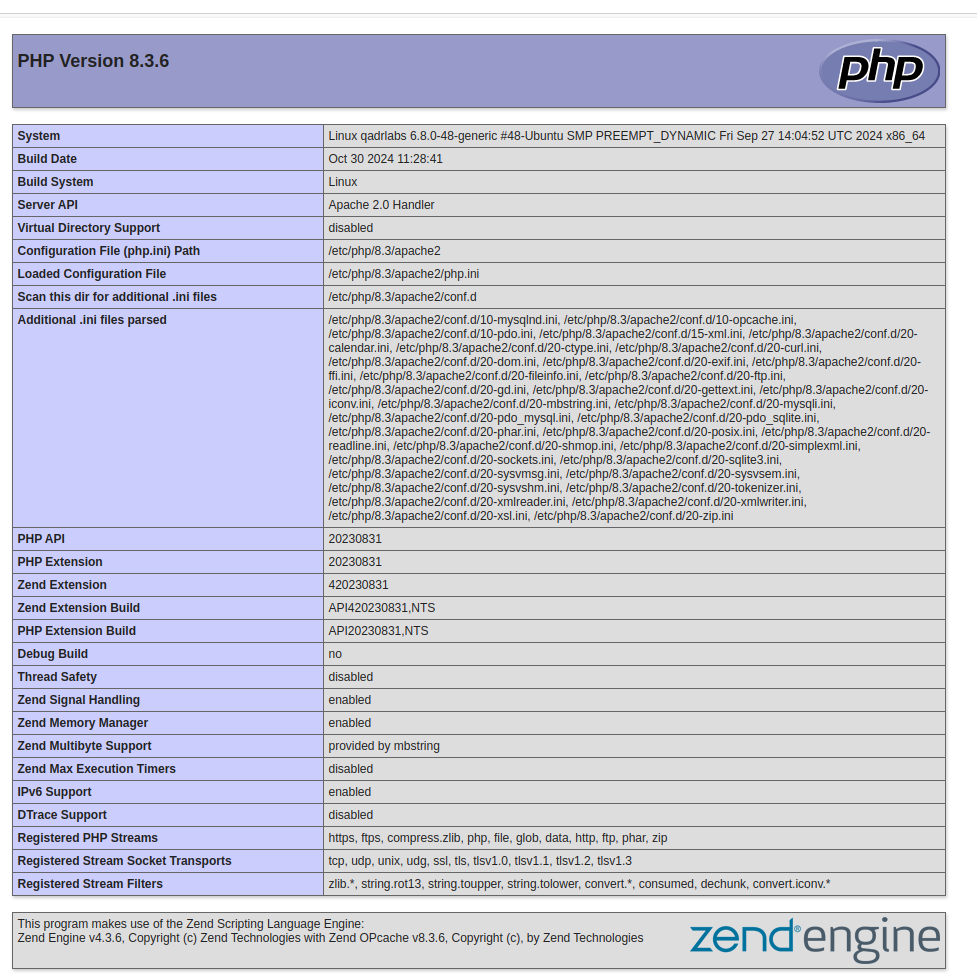 PHP Version 8.3.6
php
System Linux qadrlabs 6.8.0-48-generic #48-Ubuntu SMP PREEMPT_DYNAMIC Fri Sep 27 14:04:52 UTC 2024 x86_64
Build Date Oct 30 2024 11:28:41
Build System Linux
Server API Apache 2.0 Handler
Virtual Directory Support disabled
Configuration File (php.ini) Path /etc/php/8.3/apache2
Loaded Configuration File /etc/php/8.3/apache2/php.ini
Scan this dir for additional .ini files /etc/php/8.3/apache2/conf.d
Additional .ini files parsed /etc/php/8.3/apache2/conf.d/10-mysqlnd.ini, /etc/php/8.3/apache2/conf.d/10-opcache.ini,
/etc/php/8.3/apache2/conf.d/10-pdo.ini, /etc/php/8.3/apache2/conf.d/15-xml.ini, /etc/php/8.3/apache2/conf.d/20-
calendar.ini, /etc/php/8.3/apache2/conf.d/20-ctype.ini, /etc/php/8.3/apache2/conf.d/20-curl.ini,
/etc/php/8.3/apache2/conf.d/20-dom.ini, /etc/php/8.3/apache2/conf.d/20-exif.ini, /etc/php/8.3/apache2/conf.d/20-
ffi.ini, /etc/php/8.3/apache2/conf.d/20-fileinfo.ini, /etc/php/8.3/apache2/conf.d/20-ftp.ini,
/etc/php/8.3/apache2/conf.d/20-gd.ini, /etc/php/8.3/apache2/conf.d/20-gettext.ini, /etc/php/8.3/apache2/conf.d/20-
iconv.ini, /etc/php/8.3/apache2/conf.d/20-mbstring.ini, /etc/php/8.3/apache2/conf.d/20-mysqli.ini,
/etc/php/8.3/apache2/conf.d/20-pdo_mysql.ini, /etc/php/8.3/apache2/conf.d/20-pdo_sqlite.ini,
/etc/php/8.3/apache2/conf.d/20-phar.ini, /etc/php/8.3/apache2/conf.d/20-posix.ini, /etc/php/8.3/apache2/conf.d/20-
readline.ini, /etc/php/8.3/apache2/conf.d/20-shmop.ini, /etc/php/8.3/apache2/conf.d/20-simplexml.ini,
/etc/php/8.3/apache2/conf.d/20-sockets.ini, /etc/php/8.3/apache2/conf.d/20-sqlite3.ini,
/etc/php/8.3/apache2/conf.d/20-sysvmsg.ini, /etc/php/8.3/apache2/conf.d/20-sysvsem.ini,
/etc/php/8.3/apache2/conf.d/20-sysvshm.ini, /etc/php/8.3/apache2/conf.d/20-tokenizer.ini,
/etc/php/8.3/apache2/conf.d/20-xmlreader.ini, /etc/php/8.3/apache2/conf.d/20-xmlwriter.ini,
/etc/php/8.3/apache2/conf.d/20-xsl.ini, /etc/php/8.3/apache2/conf.d/20-zip.ini
PHP API 20230831
PHP Extension 20230831
Zend Extension 420230831
Zend Extension Build API420230831,NTS
PHP Extension Build API20230831,NTS
Debug Build no
Thread Safety disabled
Zend Signal Handling enabled
Zend Memory Manager enabled
Zend Multibyte Support provided by mbstring
Zend Max Execution Timers disabled
IPv6 Support enabled
DTrace Support disabled
Registered PHP Streams https, ftps, compress.zlib, php, file, glob, data, http, ftp, phar, zip
Registered Stream Socket Transports tcp, udp, unix, udg, ssl, tls, tlsv1.0, tlsv1.1, tlsv1.2, tlsv1.3
Registered Stream Filters zlib.*, string.rot13, string.toupper, string.tolower, convert.*, consumed, dechunk, convert.iconv.*
This program makes use of the Zend Scripting Language Engine:
Zend Engine v4.3.6, Copyright (c) Zend Technologies with Zend OPcache v8.3.6, Copyright (c), by Zend Technologies
zend®engine